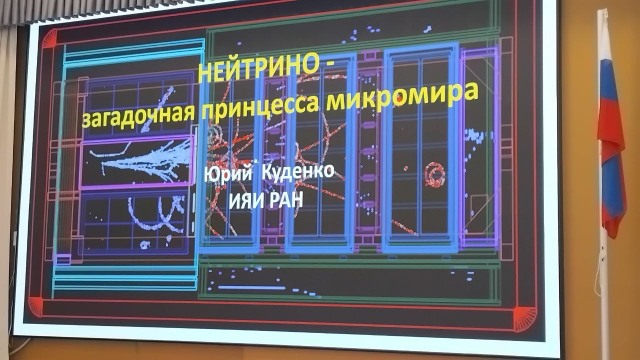 НЕЙТРИНО -
загадочная принцесса микромира
Юрий Куденко
ИЯИ РАН